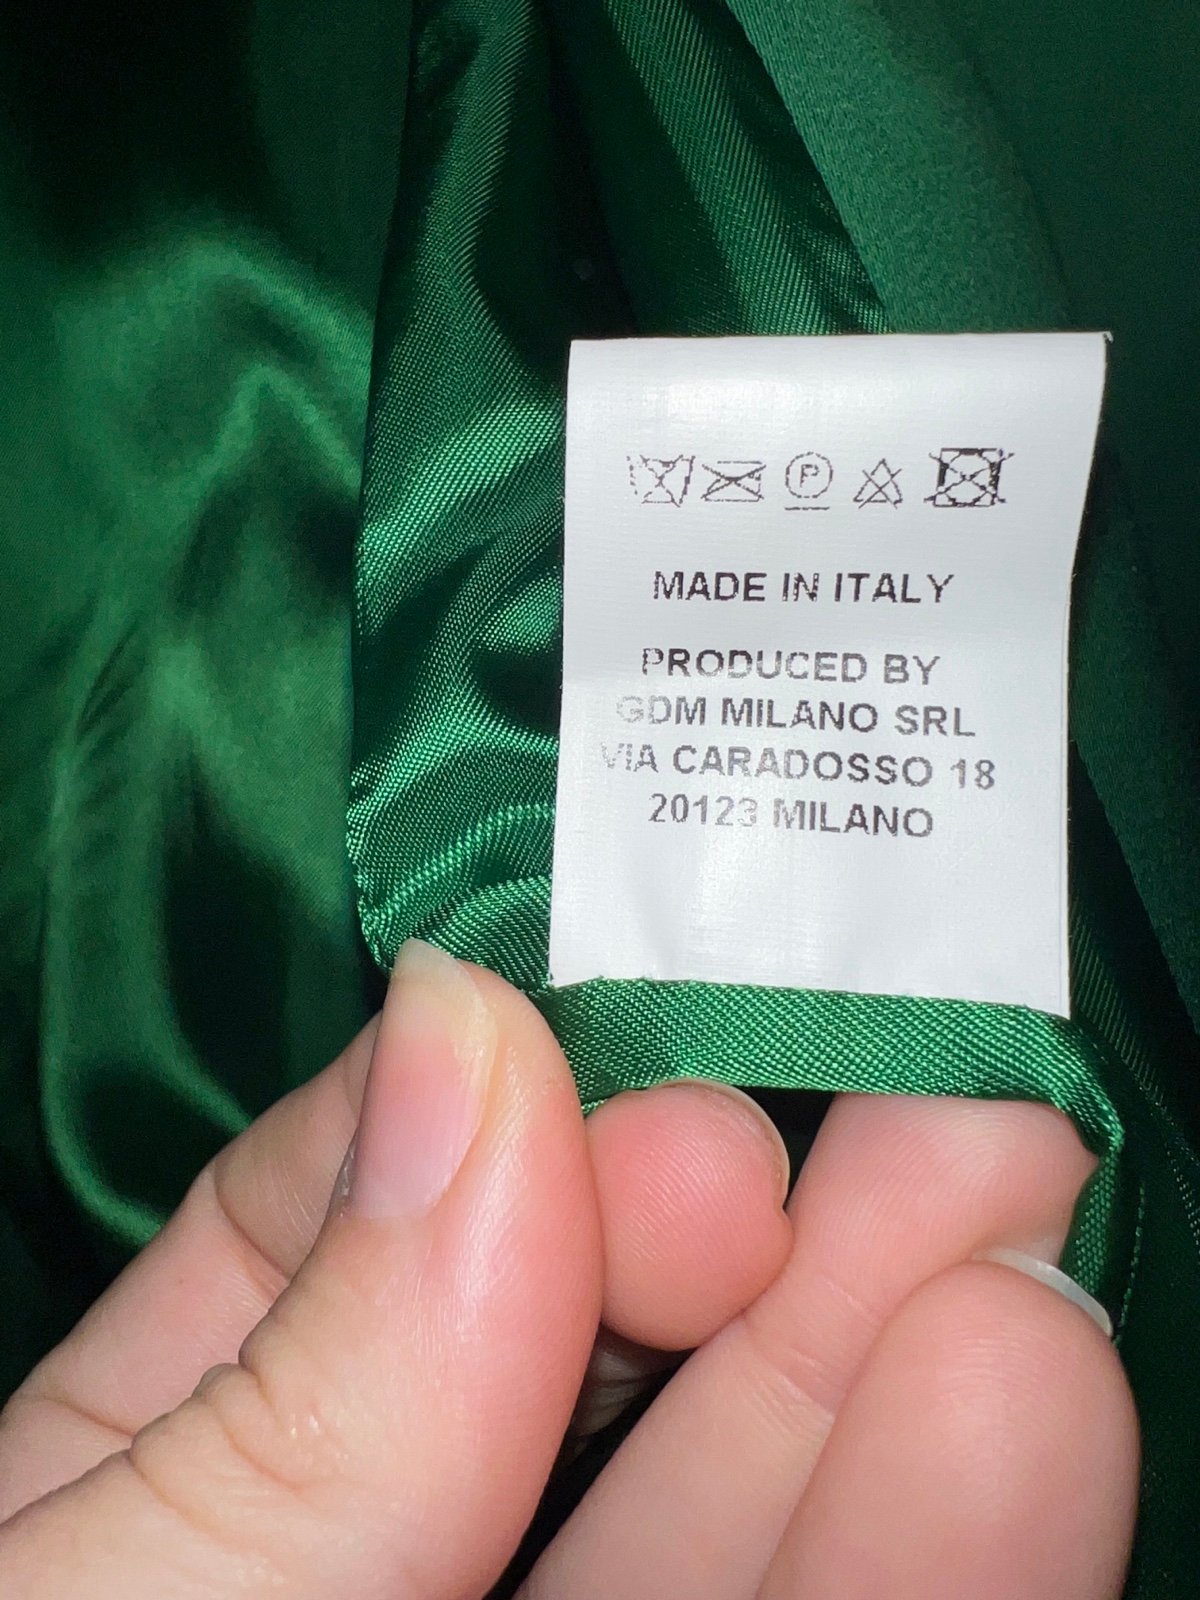 P
MADE IN ITALY
PRODUCED BY
GDM MILANO SRL
VIA CARADOSSO 18
20123 MILANO